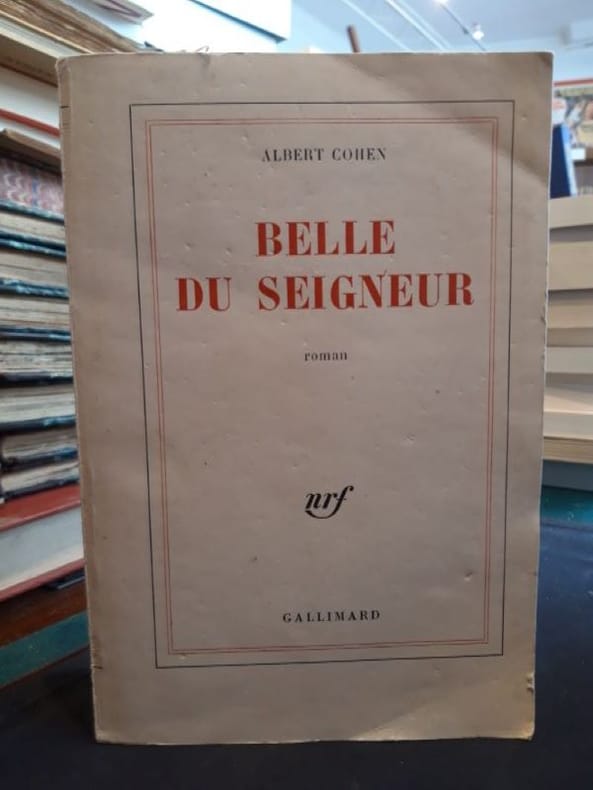 ALBERT COHEN
BELLE
DU SEIGNEUR
roman
nrf
GALLIMARD